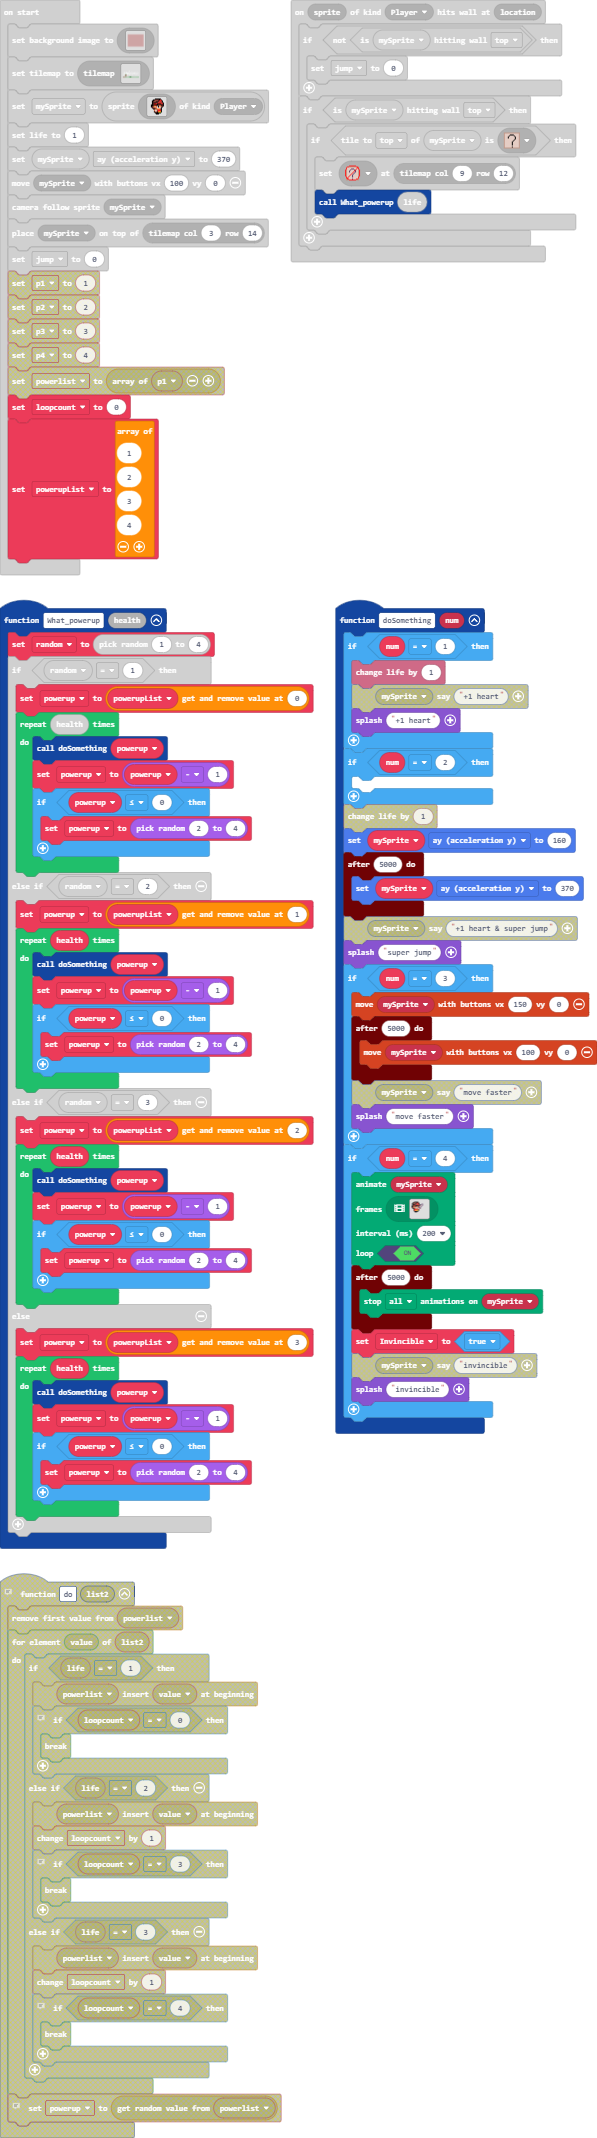 on start
set background image to
set tilemap to tilemap
set mySprite to sprite of kind Player
set life to 1
set mySprite ay (acceleration y) to 370
move mySprite with buttons vx 100 vy 0
camera follow sprite mySprite
place mySprite on top of tilemap col 3 row 14
set jump to 0
set p1 to 1
set p2 to 2
set p3 to 3
set p4 to 4
set powerlist to array of p1
set loopcount to 0
set powerupList to array of
1
2
3
4
on sprite of kind Player hits wall at location
if not is mySprite hitting wall top then
set jump to 0
if is mySprite hitting wall top then
if tile to top of mySprite is ? then
set ? at tilemap col 9 row 12
call What_powerup life
function What_powerup health
set random to pick random 1 to 4
if random = 1 then
set powerup to powerupList get and remove value at 0
repeat health times
do call doSomething powerup
set powerup to powerup - 1
if powerup ≤ 0 then
set powerup to pick random 2 to 4
else if random = 2 then
set powerup to powerupList get and remove value at 1
repeat health times
do call doSomething powerup
set powerup to powerup - 1
if powerup ≤ 0 then
set powerup to pick random 2 to 4
else if random = 3 then
set powerup to powerupList get and remove value at 2
repeat health times
do call doSomething powerup
set powerup to powerup - 1
if powerup ≤ 0 then
set powerup to pick random 2 to 4
else
set powerup to powerupList get and remove value at 3
repeat health times
do call doSomething powerup
set powerup to powerup - 1
if powerup ≤ 0 then
set powerup to pick random 2 to 4
function doSomething num
if num = 1 then
change life by 1
mySprite say "+1 heart"
splash "+1 heart"
if num = 2 then
change life by 1
set mySprite ay (acceleration y) to 160
after 5000 do
set mySprite ay (acceleration y) to 370
mySprite say "+1 heart & super jump"
splash "super jump"
if num = 3 then
move mySprite with buttons vx 150 vy 0
after 5000 do
move mySprite with buttons vx 100 vy 0
mySprite say "move faster"
splash "move faster"
if num = 4 then
animate mySprite
frames
interval (ms) 200
loop ON
after 5000 do
stop all animations on mySprite
set Invincible to true
mySprite say "invincible"
splash "invincible"
function do list2
remove first value from powerlist
for element value of list2
do if life = 1 then
powerlist insert value at beginning
if loopcount = 0 then
break
else if life = 2 then
powerlist insert value at beginning
change loopcount by 1
if loopcount = 3 then
break
else if life = 3 then
powerlist insert value at beginning
change loopcount by 1
if loopcount = 4 then
break
set powerup to get random value from powerlist